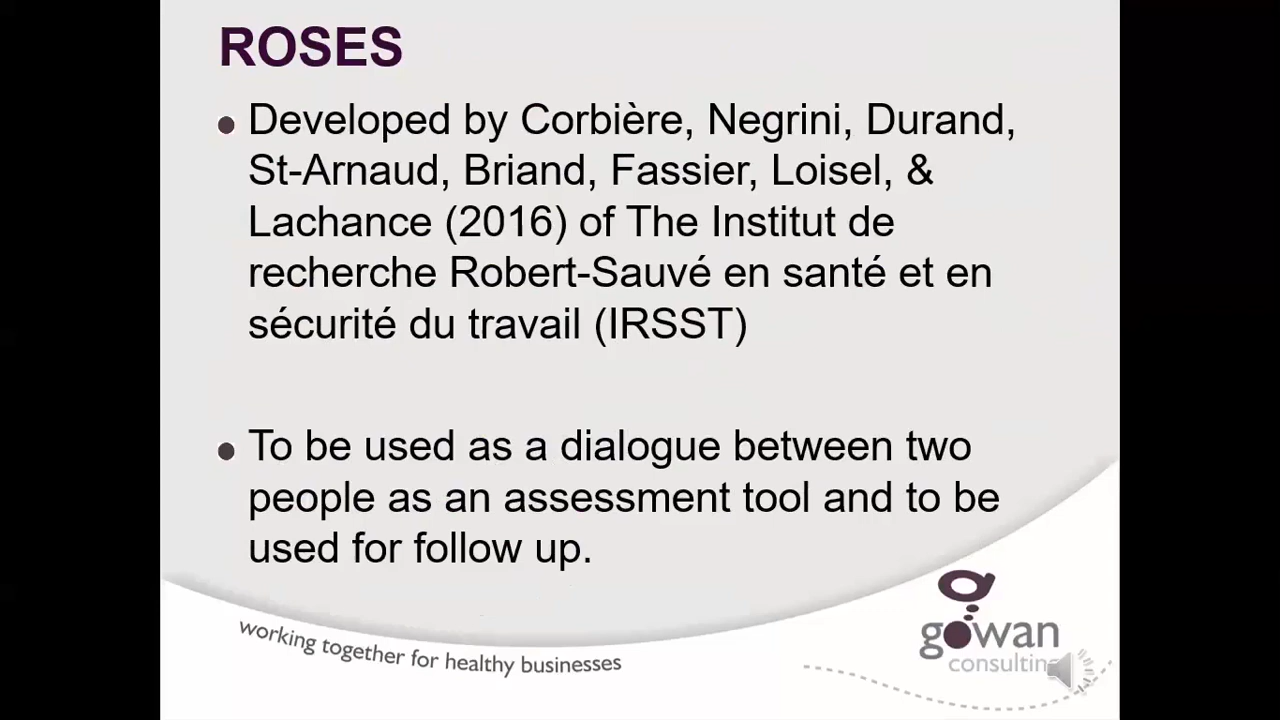 ROSES
Developed by Corbière, Negrini, Durand,
St-Arnaud, Briand, Fassier, Loisel, &
Lachance (2016) of The Institut de
recherche Robert-Sauvé en santé et en
sécurité du travail (IRSST)
To be used as a dialogue between two
people as an assessment tool and to be
used for follow up.
working together for healthy businesses
gowan
consulting